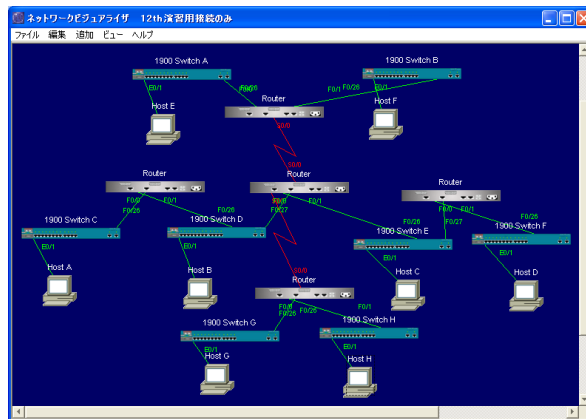 ネットワークビジュアライザ 12th演習用接続のみ
ファイル 編集 追加 ビュー ヘルプ
1900 Switch A
1900 Switch B
E0/1
F0/26
F0/1
F0/26
E0/1
Host E
Router
Host F
S0/0
S0/0
Router
Router
Router
F0/0
F0/26
F0/1
F0/27
F0/1
F0/0
F0/1
F0/27
F0/26
F0/26
1900 Switch C
1900 Switch D
1900 Switch E
1900 Switch F
E0/1
E0/1
E0/1
E0/1
Host A
Host B
Host C
Host D
S0/0
Router
F0/0
F0/26
F0/26
F0/1
1900 Switch G
1900 Switch H
E0/1
E0/1
Host G
Host H